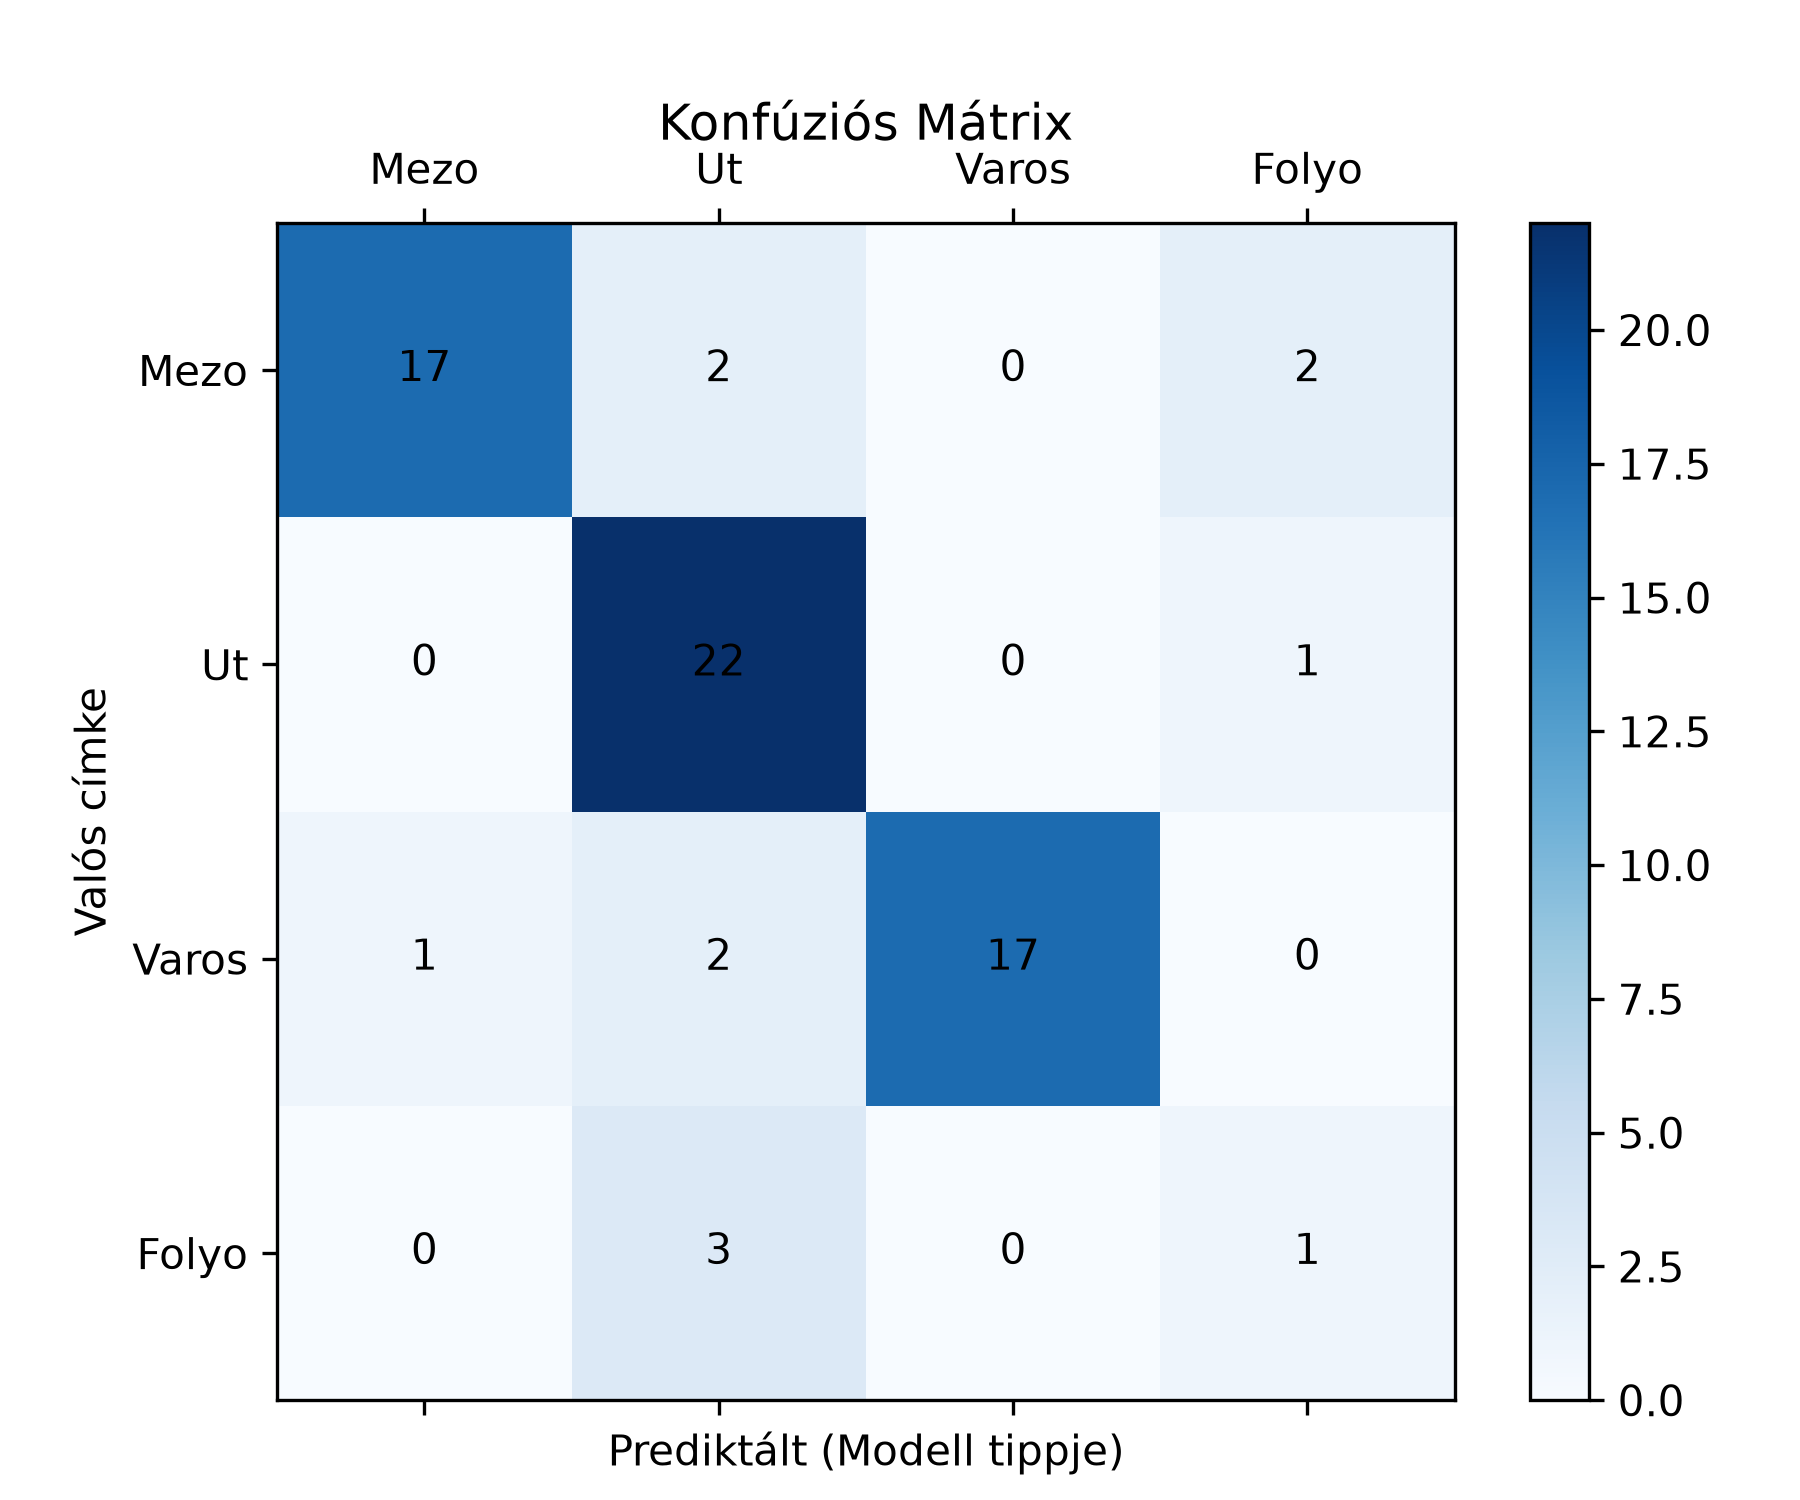 Konfúziós Mátrix
Mezo Ut Varos Folyo
Mezo 17 2 0 2
Ut 0 22 0 1
Varos 1 2 17 0
Folyo 0 3 0 1
Valós címke
Prediktált (Modell tippje)
20.0
17.5
15.0
12.5
10.0
7.5
5.0
2.5
0.0